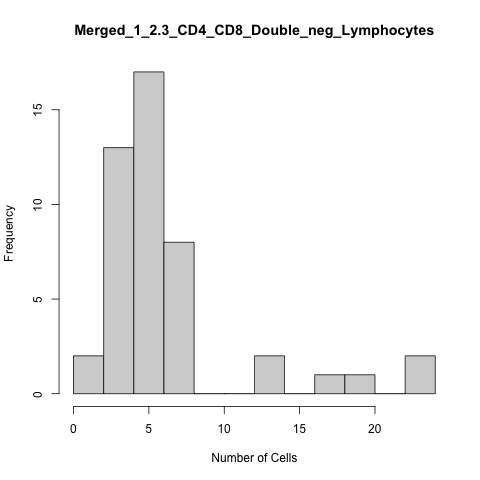 Merged_1_2.3_CD4_CD8_Double_neg_Lymphocytes
Frequency
15
10
5
0
0 5 10 15 20
Number of Cells